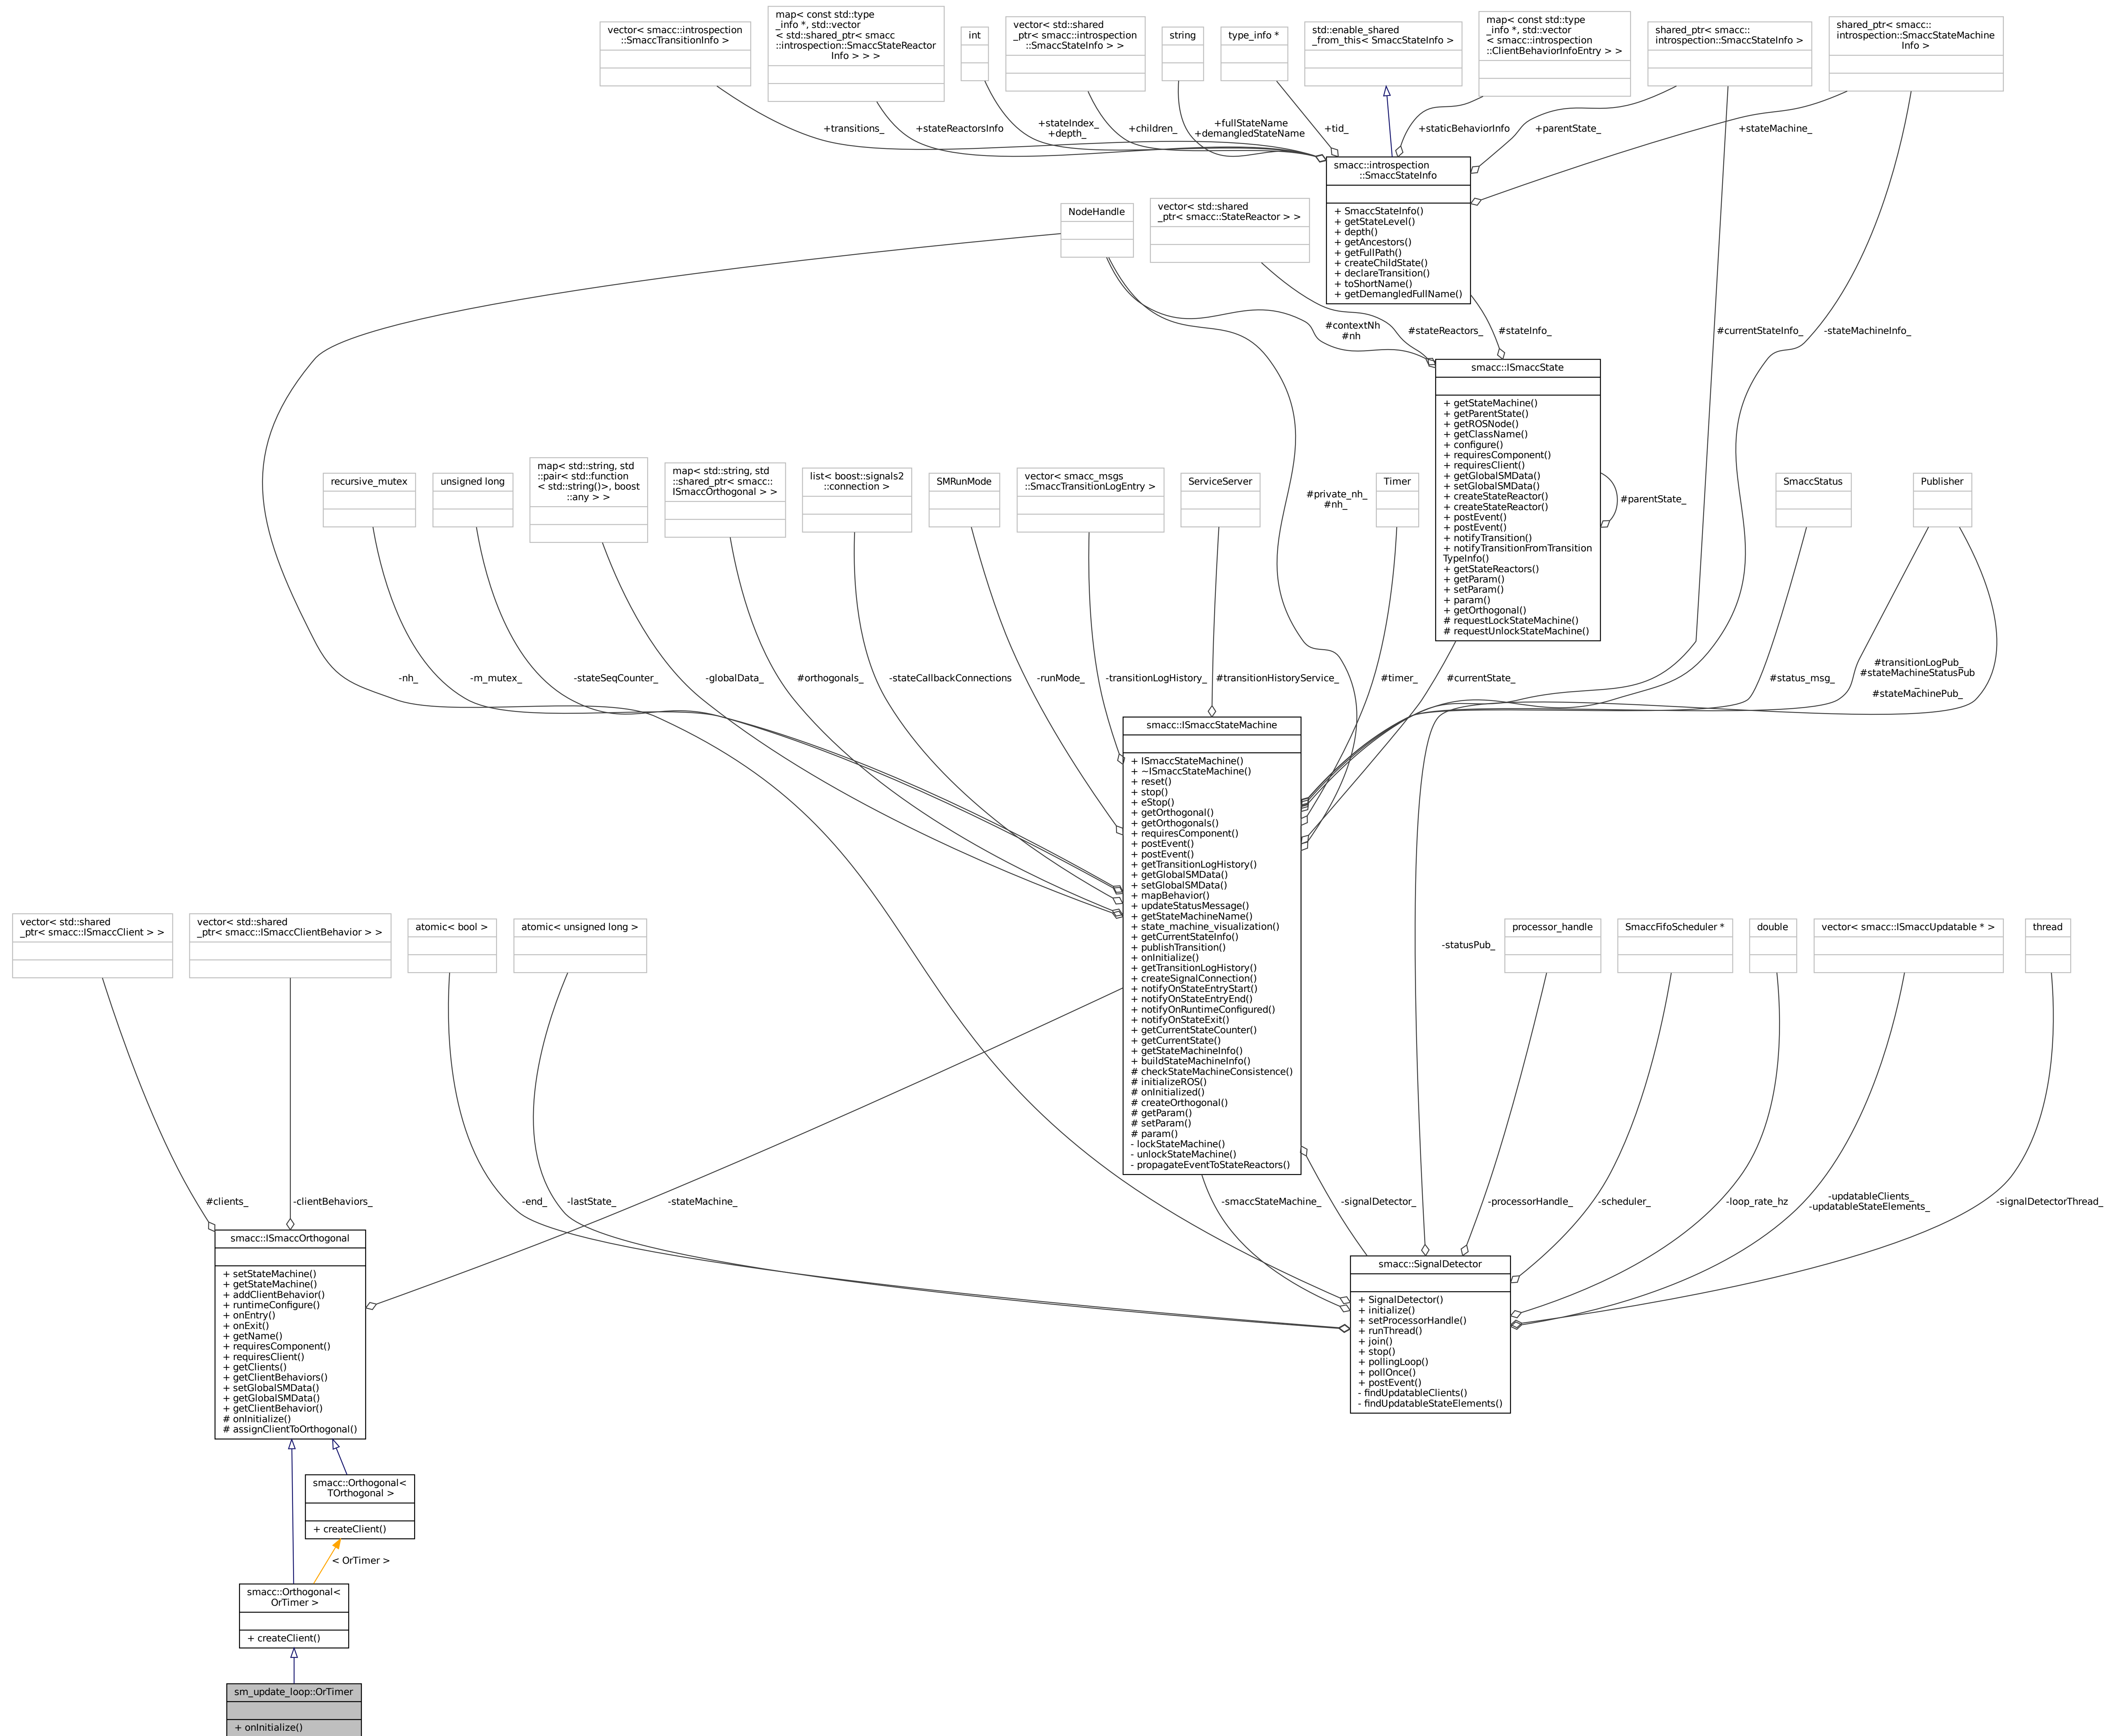 vector< smacc::introspection
::SmaccTransitionInfo >
map< const std::type
_info *, std::vector
< std::shared_ptr< smacc
::introspection::SmaccStateReactor
Info > > >
int
vector< std::shared
_ptr< smacc::introspection
::SmaccStateInfo > >
string
type_info *
std::enable_shared
_from_this< SmaccStateInfo >
map< const std::type
_info *, std::vector
< smacc::introspection
::ClientBehaviorInfoEntry > >
shared_ptr< smacc::
introspection::SmaccStateInfo >
shared_ptr< smacc::
introspection::SmaccStateMachine
Info >
+transitions_
+stateReactorsInfo
+stateIndex_
+depth_
+children_
+fullStateName
+demangledStateName
+tid_
+staticBehaviorInfo
+parentState_
+stateMachine_
smacc::introspection
::SmaccStateInfo
+ SmaccStateInfo()
+ getStateLevel()
+ depth()
+ getAncestors()
+ getFullPath()
+ createChildState()
+ declareTransition()
+ toShortName()
+ getDemangledFullName()
NodeHandle
vector< std::shared
_ptr< smacc::StateReactor > >
#contextNh
#nh
#stateReactors_
#stateInfo_
#currentStateInfo_
-stateMachineInfo_
smacc::ISmaccState
+ getStateMachine()
+ getParentState()
+ getROSNode()
+ getClassName()
+ configure()
+ requiresComponent()
+ requiresClient()
+ getGlobalSMData()
+ setGlobalSMData()
+ createStateReactor()
+ createStateReactor()
+ postEvent()
+ postEvent()
+ notifyTransition()
+ notifyTransitionFromTransition
TypeInfo()
+ getStateReactors()
+ getParam()
+ setParam()
+ param()
+ getOrthogonal()
# requestLockStateMachine()
# requestUnlockStateMachine()
#parentState_
recursive_mutex
unsigned long
map< std::string, std
::pair< std::function
< std::string()>, boost
::any > >
map< std::string, std
::shared_ptr< smacc::
ISmaccOrthogonal > >
list< boost::signals2
::connection >
SMRunMode
vector< smacc_msgs
::SmaccTransitionLogEntry >
ServiceServer
#private_nh_
#nh_
Timer
SmaccStatus
Publisher
-nh_
-m_mutex_
-stateSeqCounter_
-globalData_
#orthogonals_
-stateCallbackConnections
-runMode_
-transitionLogHistory_
#transitionHistoryService_
#timer_
#currentState_
#status_msg_
#transitionLogPub_
#stateMachineStatusPub
_
#stateMachinePub_
smacc::ISmaccStateMachine
+ ISmaccStateMachine()
+ ~ISmaccStateMachine()
+ reset()
+ stop()
+ eStop()
+ getOrthogonal()
+ getOrthogonals()
+ requiresComponent()
+ postEvent()
+ postEvent()
+ getTransitionLogHistory()
+ getGlobalSMData()
+ setGlobalSMData()
+ mapBehavior()
+ updateStatusMessage()
+ getStateMachineName()
+ state_machine_visualization()
+ getCurrentStateInfo()
+ publishTransition()
+ onInitialize()
+ getTransitionLogHistory()
+ createSignalConnection()
+ notifyOnStateEntryStart()
+ notifyOnStateEntryEnd()
+ notifyOnRuntimeConfigured()
+ notifyOnStateExit()
+ getCurrentStateCounter()
+ getCurrentState()
+ getStateMachineInfo()
+ buildStateMachineInfo()
# checkStateMachineConsistence()
# initializeROS()
# onInitialized()
# createOrthogonal()
# getParam()
# setParam()
# param()
- lockStateMachine()
- unlockStateMachine()
- propagateEventToStateReactors()
vector< std::shared
_ptr< smacc::ISmaccClient > >
vector< std::shared
_ptr< smacc::ISmaccClientBehavior > >
atomic< bool >
atomic< unsigned long >
-statusPub_
processor_handle
SmaccFifoScheduler *
double
vector< smacc::ISmaccUpdatable * >
thread
#clients_
-clientBehaviors_
-end_
-lastState_
-stateMachine_
-smaccStateMachine_
-signalDetector_
-processorHandle_
-scheduler_
-loop_rate_hz
-updatableClients_
-updatableStateElements_
-signalDetectorThread_
smacc::ISmaccOrthogonal
+ setStateMachine()
+ getStateMachine()
+ addClientBehavior()
+ runtimeConfigure()
+ onEntry()
+ onExit()
+ getName()
+ requiresComponent()
+ requiresClient()
+ getClients()
+ getClientBehaviors()
+ setGlobalSMData()
+ getGlobalSMData()
+ getClientBehavior()
# onInitialize()
# assignClientToOrthogonal()
smacc::SignalDetector
+ SignalDetector()
+ initialize()
+ setProcessorHandle()
+ runThread()
+ join()
+ stop()
+ pollingLoop()
+ pollOnce()
+ postEvent()
- findUpdatableClients()
- findUpdatableStateElements()
smacc::Orthogonal<
TOrthogonal >
+ createClient()
< OrTimer >
smacc::Orthogonal<
OrTimer >
+ createClient()
sm_update_loop::OrTimer
+ onInitialize()